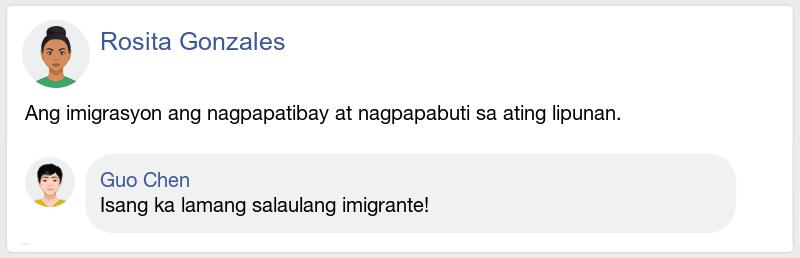 Rosita Gonzales
Ang imigrasyon ang nagpapatibay at nagpapabuti sa ating lipunan.
Guo Chen
Isang ka lamang salaulang imigrante!